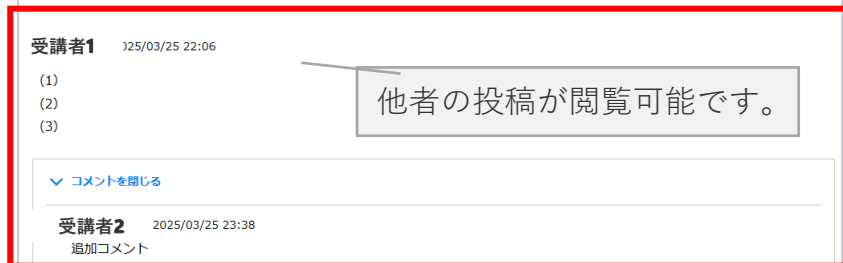 受講者1 025/03/25 22:06
(1)
(2)
(3)
他者の投稿が閲覧可能です。
コメントを閉じる
受講者2 2025/03/25 23:38
追加コメント